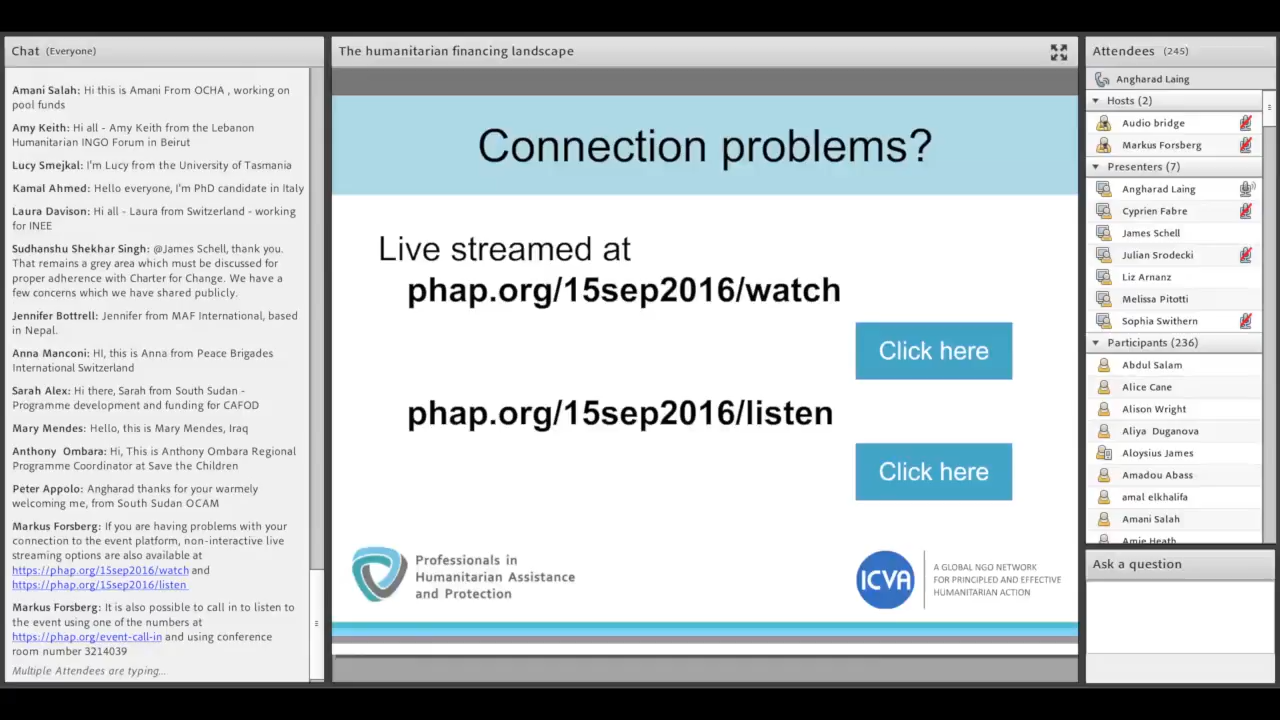 Chat (Everyone)
Amani Salah: Hi this is Amani From OCHA , working on
pool funds
Amy Keith: Hi all - Amy Keith from the Lebanon
Humanitarian INGO Forum in Beirut
Lucy Smejkal: I'm Lucy from the University of Tasmania
Kamal Ahmed: Hello everyone, I'm PhD candidate in Italy
Laura Davison: Hi all - Laura from Switzerland - working
for INEE
Sudhanshu Shekhar Singh: @James Schell, thank you.
That remains a grey area which must be discussed for
proper adherence with Charter for Change. We have a
few concerns which we have shared publicly.
Jennifer Bottrell: Jennifer from MAF International, based
in Nepal.
Anna Manconi: HI, this is Anna from Peace Brigades
International Switzerland
Sarah Alex: Hi there, Sarah from South Sudan -
Programme development and funding for CAFOD
Mary Mendes: Hello, this is Mary Mendes, Iraq
Anthony Ombara: Hi, This is Anthony Ombara Regional
Programme Coordinator at Save the Children
Peter Appolo: Angharad thanks for your warmely
welcoming me, from South Sudan OCAM
Markus Forsberg: If you are having problems with your
connection to the event platform, non-interactive live
streaming options are also available at
https://phap.org/15sep2016/watch and
https://phap.org/15sep2016/listen
Markus Forsberg: It is also possible to call in to listen to
the event using one of the numbers at
https://phap.org/event-call-in and using conference
room number 3214039
Multiple Attendees are typing...
The humanitarian financing landscape
Connection problems?
Live streamed at
phap.org/15sep2016/watch
Click here
phap.org/15sep2016/listen
Click here
Professionals in
Humanitarian Assistance
and Protection
ICVA
A GLOBAL NGO NETWORK
FOR PRINCIPLED AND EFFECTIVE
HUMANITARIAN ACTION
Attendees (245)
Angharad Laing
Hosts (2)
Audio bridge
Markus Forsberg
Presenters (7)
Angharad Laing
Cyprien Fabre
James Schell
Julian Srodecki
Liz Arnanz
Melissa Pitotti
Sophia Swithern
Participants (236)
Abdul Salam
Alice Cane
Alison Wright
Aliya Duganova
Aloysius James
Amadou Abass
amal elkhalifa
Amani Salah
Amie Heath
Ask a question